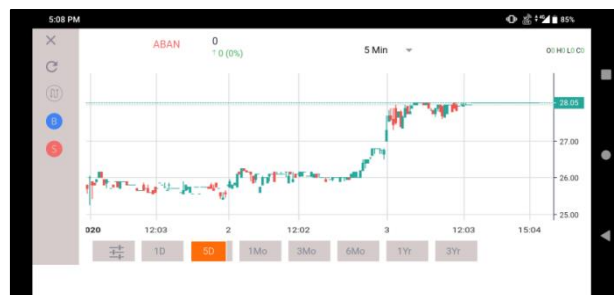 5:08 PM
85%
ABAN
0
↑ 0 (0%)
5 Min
O0 H0 L0 C0
N
B
S
28.05
27.00
26.00
25.00
020 12:03 2 12:02 3 12:03 15:04
1D 5D 1Mo 3Mo 6Mo 1Yr 3Yr